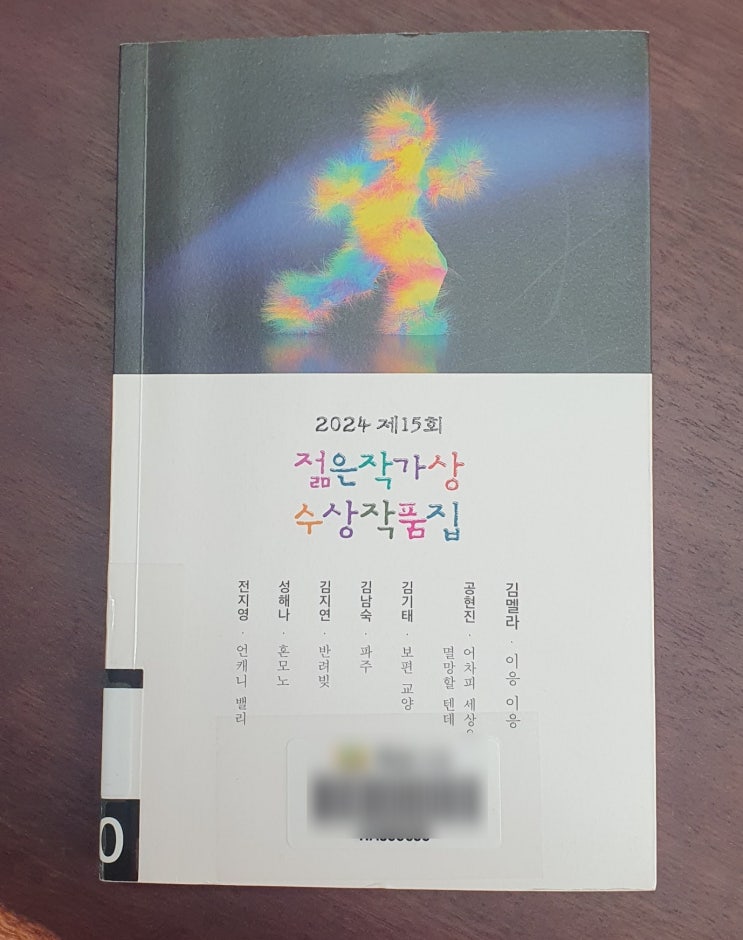 2024 제15회
젊은작가상
수상작품집
김멜라 · 이응 이응
공현진 · 어차피 세상은
멸망할 텐데
김기태 · 보편 교양
김남숙 · 파주
김지연 · 반려빚
성해나 · 혼모노
전지영 · 언캐니 밸리
0